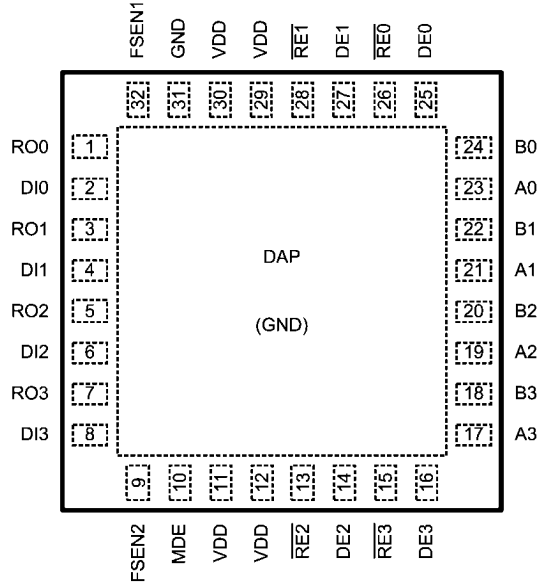 FSEN1 GND VDD VDD RE1 DE1 RE0 DE0
32 31 30 29 28 27 26 25
RO0 1 24 B0
DI0 2 23 A0
RO1 3 22 B1
DI1 4 21 A1
DAP
RO2 5 20 B2
(GND)
DI2 6 19 A2
RO3 7 18 B3
DI3 8 17 A3
9 10 11 12 13 14 15 16
FSEN2 MDE VDD VDD RE2 DE2 RE3 DE3